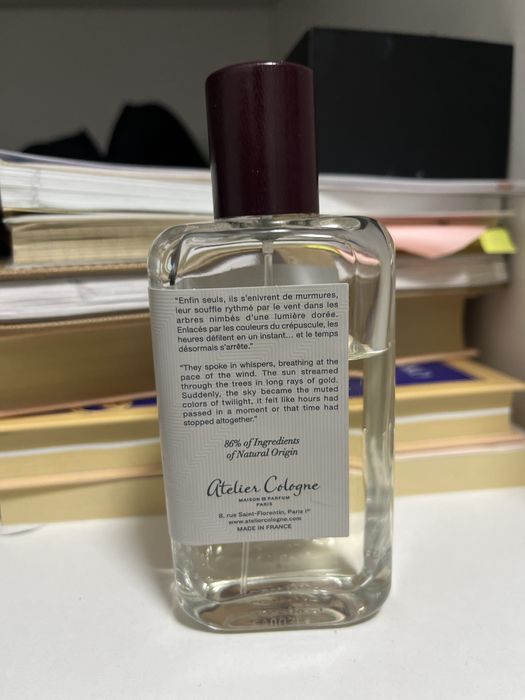 "Enfin seuls, ils s'enivrent de murmures,
leur souffle rythmé par le vent dans les
arbres nimbés d'une lumière dorée.
Enlacés par les couleurs du crépuscule, les
heures défilent en un instant... et le temps
désormais s'arrête."
"They spoke in whispers, breathing at the
pace of the wind. The sun streamed
through the trees in long rays of gold.
Suddenly, the sky became the muted
colors of twilight, it felt like hours had
passed in a moment or that time had
stopped altogether."
86% of Ingredients
of Natural Origin
Atelier Cologne
MAISON DE PARFUM
PARIS
8, rue Saint-Florentin, Paris Iᵉʳ
www.ateliercologne.com
MADE IN FRANCE